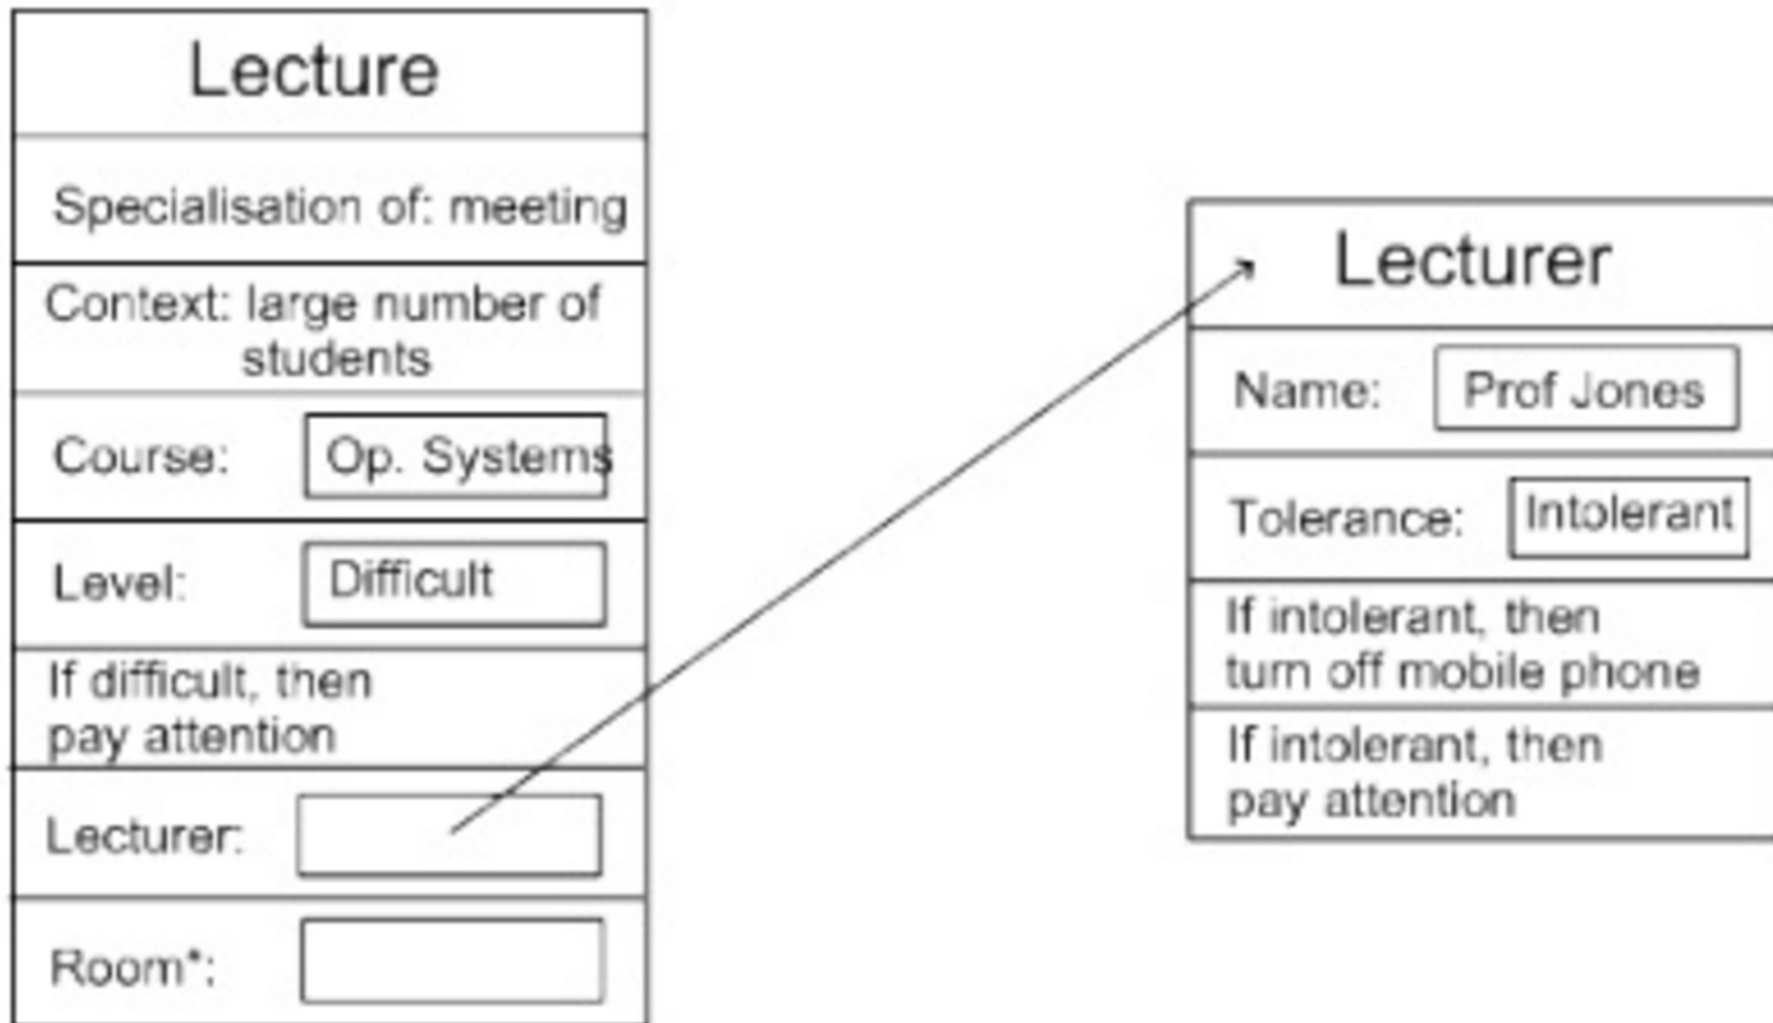 Lecture
Specialisation of: meeting
Context: large number of
students
Course: Op. Systems
Level: Difficult
If difficult, then
pay attention
Lecturer:
Room*:
Lecturer
Name: Prof Jones
Tolerance: Intolerant
If intolerant, then
turn off mobile phone
If intolerant, then
pay attention